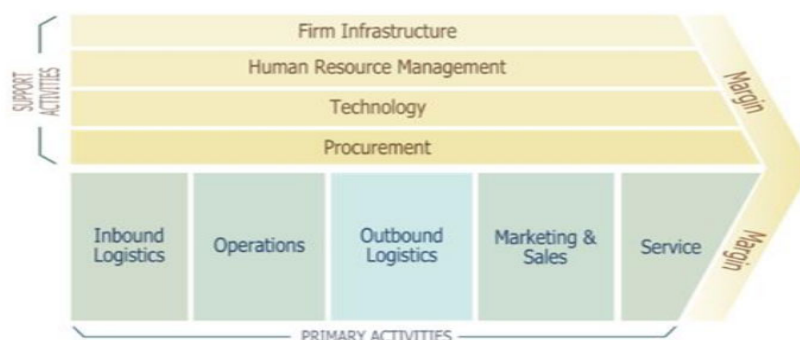 SUPPORT
ACTIVITIES
Firm Infrastructure
Human Resource Management
Technology
Procurement
Margin
Inbound
Logistics
Operations
Outbound
Logistics
Marketing &
Sales
Service
Margin
PRIMARY ACTIVITIES